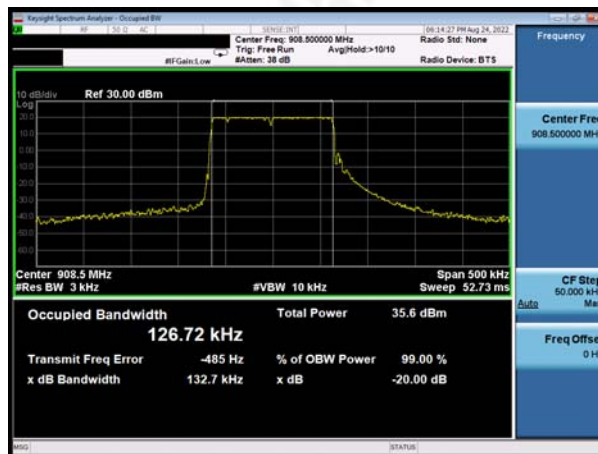 Keysight Spectrum Analyzer - Occupied BW
RF 50 Ω AC SENSE:INT 06:14:27 PM Aug 24, 2022
Center Freq: 908.500000 MHz Radio Std: None
Trig: Free Run Avg|Hold:>10/10
#IFGain:Low #Atten: 38 dB Radio Device: BTS
10 dB/div Ref 30.00 dBm
Log
20.0
10.0
0.00
-10.0
-20.0
-30.0
-40.0
-50.0
-60.0
Center 908.5 MHz Span 500 kHz
#Res BW 3 kHz #VBW 10 kHz Sweep 52.73 ms
Occupied Bandwidth Total Power 35.6 dBm
126.72 kHz
Transmit Freq Error -485 Hz % of OBW Power 99.00 %
x dB Bandwidth 132.7 kHz x dB -20.00 dB
MSG STATUS
Frequency
Center Fre
908.500000 MH
CF Step
50.000 kH
Auto Ma
Freq Offse
0 H